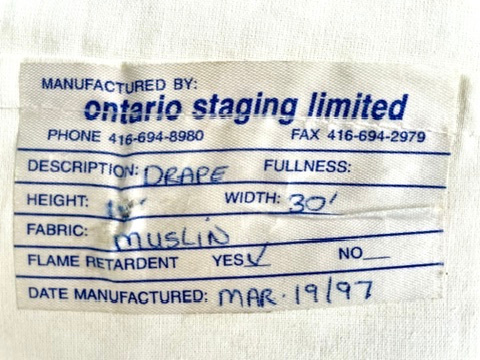 MANUFACTURED BY:
ontario staging limited
PHONE 416-694-8980 FAX 416-694-2979
DESCRIPTION: DRAPE FULLNESS:
HEIGHT: WIDTH: 30'
FABRIC: MUSLIN
FLAME RETARDENT YES✓ NO__
DATE MANUFACTURED: MAR. 19/97